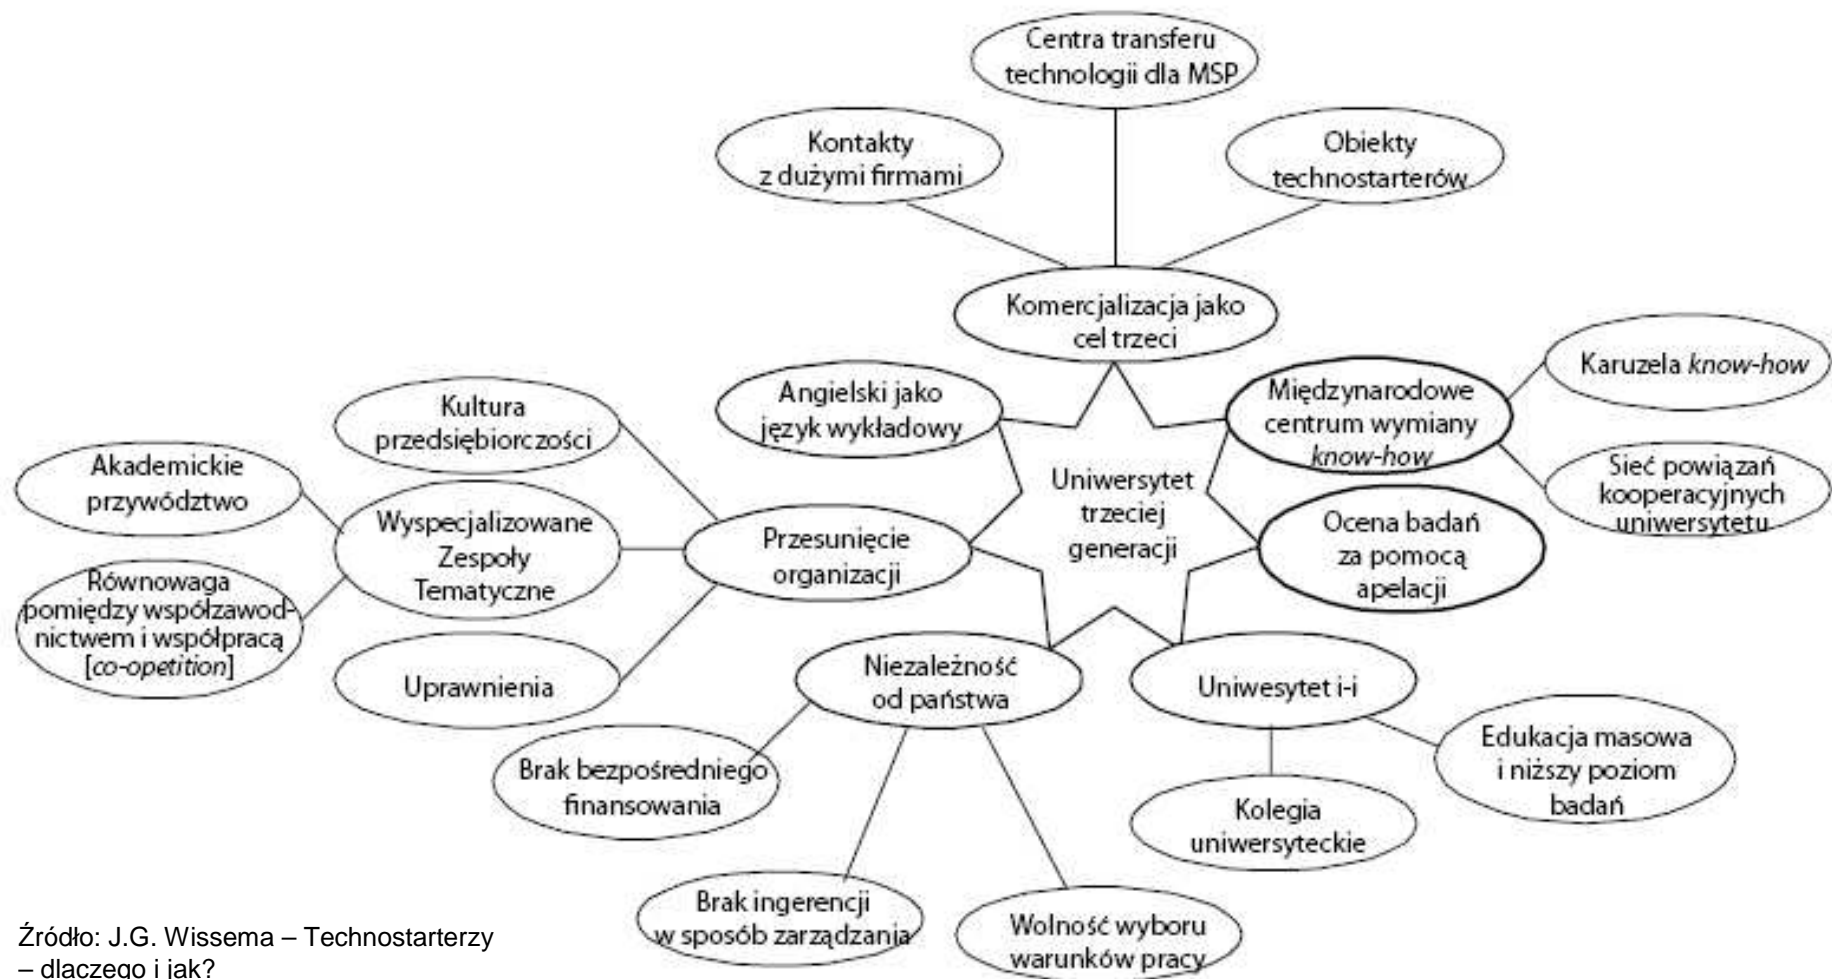 Centra transferu
technologii dla MSP
Kontakty
z dużymi firmami
Obiekty
technostarterów
Komercjalizacja jako
cel trzeci
Angielski jako
język wykładowy
Międzynarodowe
centrum wymiany
know-how
Karuzela know-how
Sieć powiązań
kooperacyjnych
uniwersytetu
Kultura
przedsiębiorczości
Akademickie
przywództwo
Wyspecjalizowane
Zespoły
Tematyczne
Równowaga
pomiędzy współzawod-
nictwem i współpracą
[co-opetition]
Przesunięcie
organizacji
Uniwersytet
trzeciej
generacji
Ocena badań
za pomocą
apelacji
Uprawnienia
Niezależność
od państwa
Uniwesytet i-i
Brak bezpośredniego
finansowania
Edukacja masowa
i niższy poziom
badań
Kolegia
uniwersyteckie
Brak ingerencji
w sposób zarządzania
Wolność wyboru
warunków pracy
Źródło: J.G. Wissema – Technostarterzy
– dlaczego i jak?